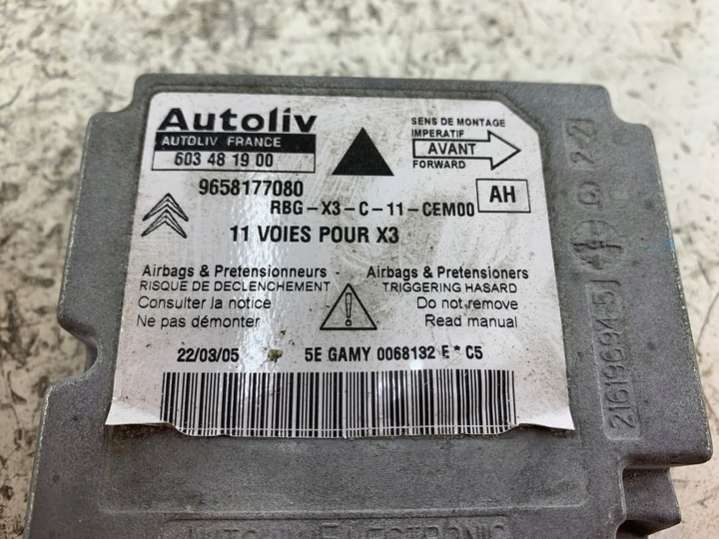 Autoliv
AUTOLIV FRANCE
603 48 19 00
SENS DE MONTAGE
IMPERATIF
AVANT
FORWARD
9658177080
RBG-X3-C-11-CEM00
AH
11 VOIES POUR X3
Airbags & Pretensionneurs
RISQUE DE DECLENCHEMENT
Consulter la notice
Ne pas démonter
Airbags & Pretensioners
TRIGGERING HASARD
Do not remove
Read manual
22/03/05
5E GAMY 0068132 E * C5
ELECTRONIC